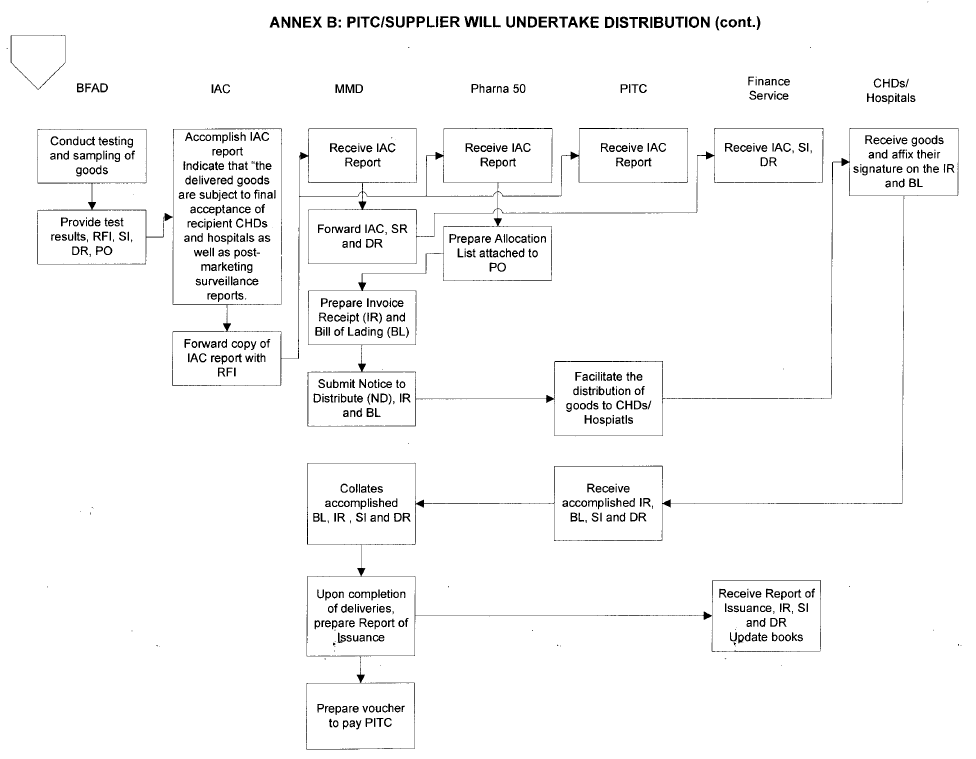 ANNEX B: PITC/SUPPLIER WILL UNDERTAKE DISTRIBUTION (cont.)
BFAD
IAC
MMD
Pharna 50
PITC
Finance
Service
CHDs/
Hospitals
Conduct testing
and sampling of
goods
Provide test
results, RFI, SI,
DR, PO
Accomplish IAC
report
Indicate that "the
delivered goods
are subject to final
acceptance of
recipient CHDs
and hospitals as
well as post-
marketing
surveillance
reports.
Forward copy of
IAC report with
RFI
Receive IAC
Report
Forward IAC, SR
and DR
Prepare Invoice
Receipt (IR) and
Bill of Lading (BL)
Submit Notice to
Distribute (ND), IR
and BL
Receive IAC
Report
Prepare Allocation
List attached to
PO
Receive IAC
Report
Facilitate the
distribution of
goods to CHDs/
Hospiatls
Receive IAC, SI,
DR
Receive goods
and affix their
signature on the IR
and BL
Collates
accomplished
BL, IR , SI and DR
Receive
accomplished IR,
BL, SI and DR
Upon completion
of deliveries,
prepare Report of
Issuance
Receive Report of
Issuance, IR, SI
and DR
Update books
Prepare voucher
to pay PITC